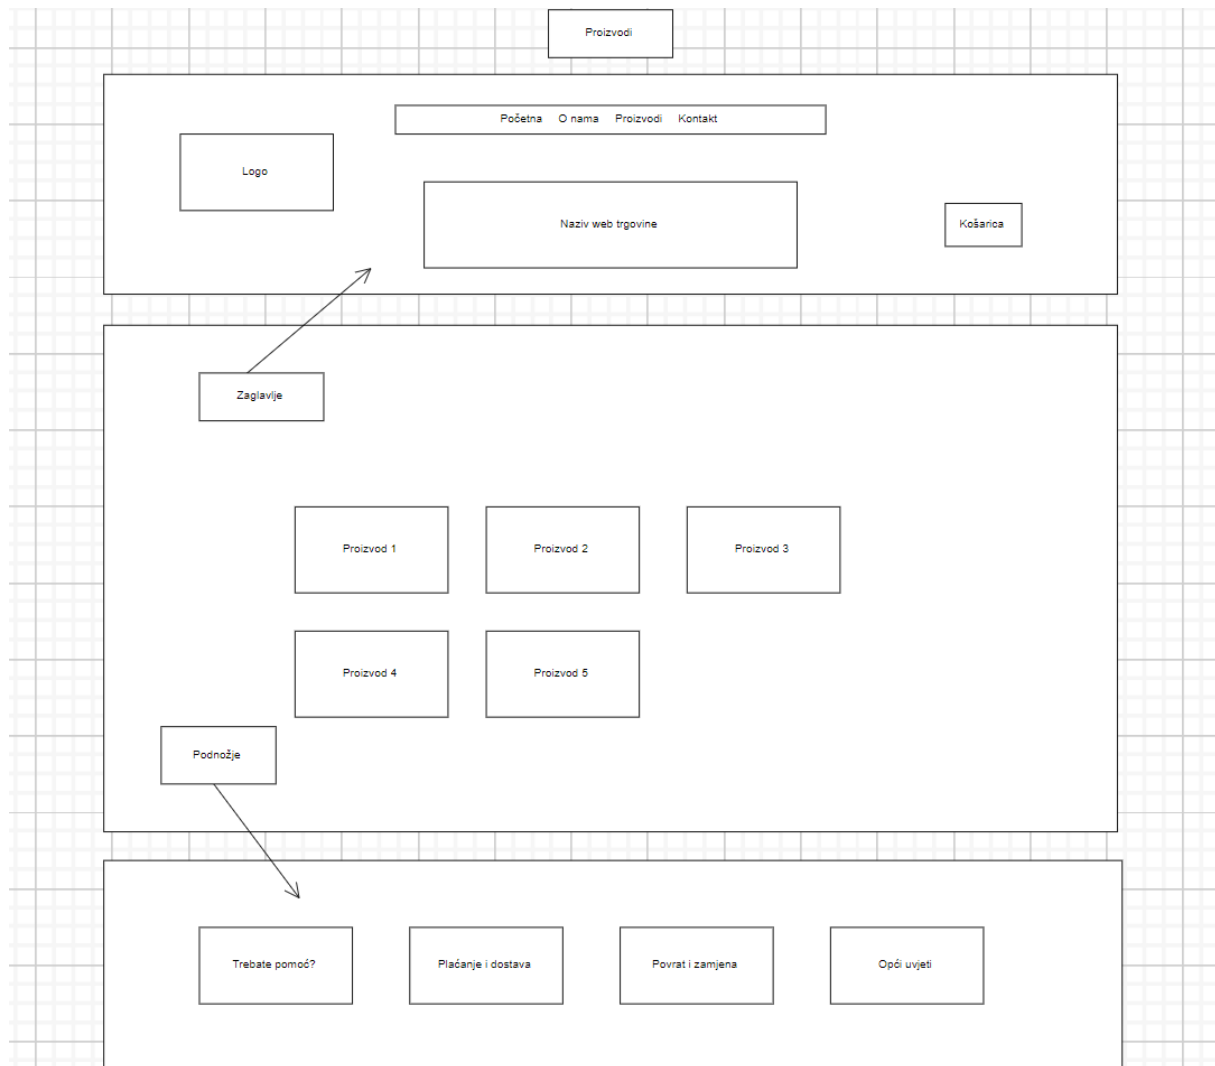 Proizvodi
Početna O nama Proizvodi Kontakt
Logo
Naziv web trgovine
Košarica
Zaglavlje
Proizvod 1
Proizvod 2
Proizvod 3
Proizvod 4
Proizvod 5
Podnožje
Trebate pomoć?
Plaćanje i dostava
Povrat i zamjena
Opći uvjeti